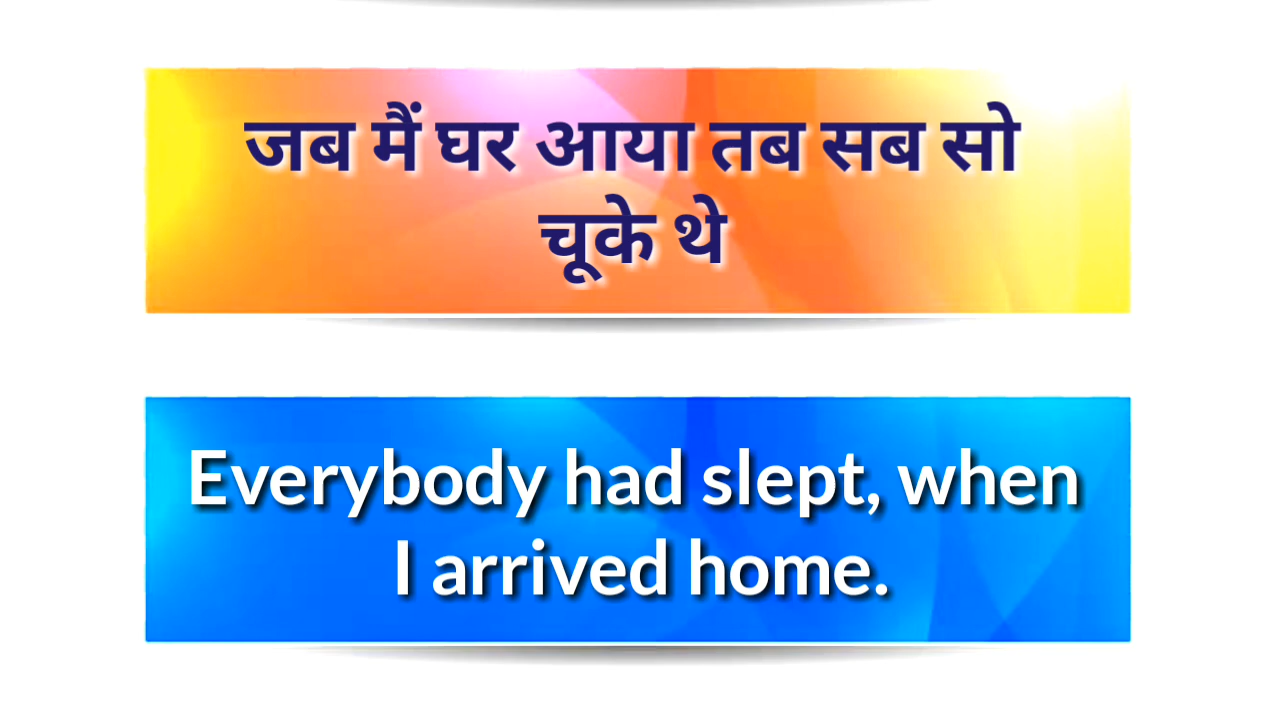 जब मैं घर आया तब सब सो
चूके थे
Everybody had slept, when
I arrived home.